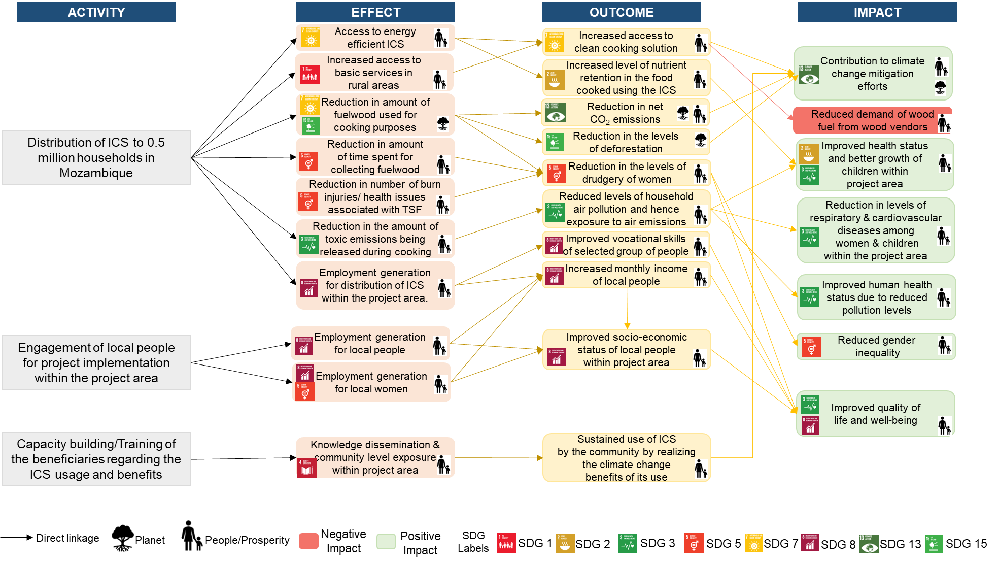 ACTIVITY
EFFECT
OUTCOME
IMPACT
Distribution of ICS to 0.5
million households in
Mozambique
Engagement of local people
for project implementation
within the project area
Capacity building/Training of
the beneficiaries regarding the
ICS usage and benefits
Access to energy
efficient ICS
Increased access to
basic services in
rural areas
Reduction in amount of
fuelwood used for
cooking purposes
Reduction in amount
of time spent for
collecting fuelwood
Reduction in number of burn
injuries/ health issues
associated with TSF
Reduction in the amount of
toxic emissions being
released during cooking
Employment generation
for distribution of ICS
within the project area.
Employment generation
for local people
Employment generation
for local women
Knowledge dissemination &
community level exposure
within project area
Increased access to
clean cooking solution
Increased level of nutrient
retention in the food
cooked using the ICS
Reduction in net
CO2 emissions
Reduction in the levels
of deforestation
Reduction in the levels of
drudgery of women
Reduced levels of household
air pollution and hence
exposure to air emissions
Improved vocational skills
of selected group of people
Increased monthly income
of local people
Improved socio-economic
status of local people
within project area
Sustained use of ICS
by the community by realizing
the climate change
benefits of its use
Contribution to climate
change mitigation
efforts
Reduced demand of wood
fuel from wood vendors
Improved health status
and better growth of
children within
project area
Reduction in levels of
respiratory & cardiovascular
diseases among
women & children
within the project area
Improved human health
status due to reduced
pollution levels
Reduced gender
inequality
Improved quality of
life and well-being
Direct linkage
Planet
People/Prosperity
Negative
Impact
Positive
Impact
SDG
Labels
SDG 1
SDG 2
SDG 3
SDG 5
SDG 7
SDG 8
SDG 13
SDG 15